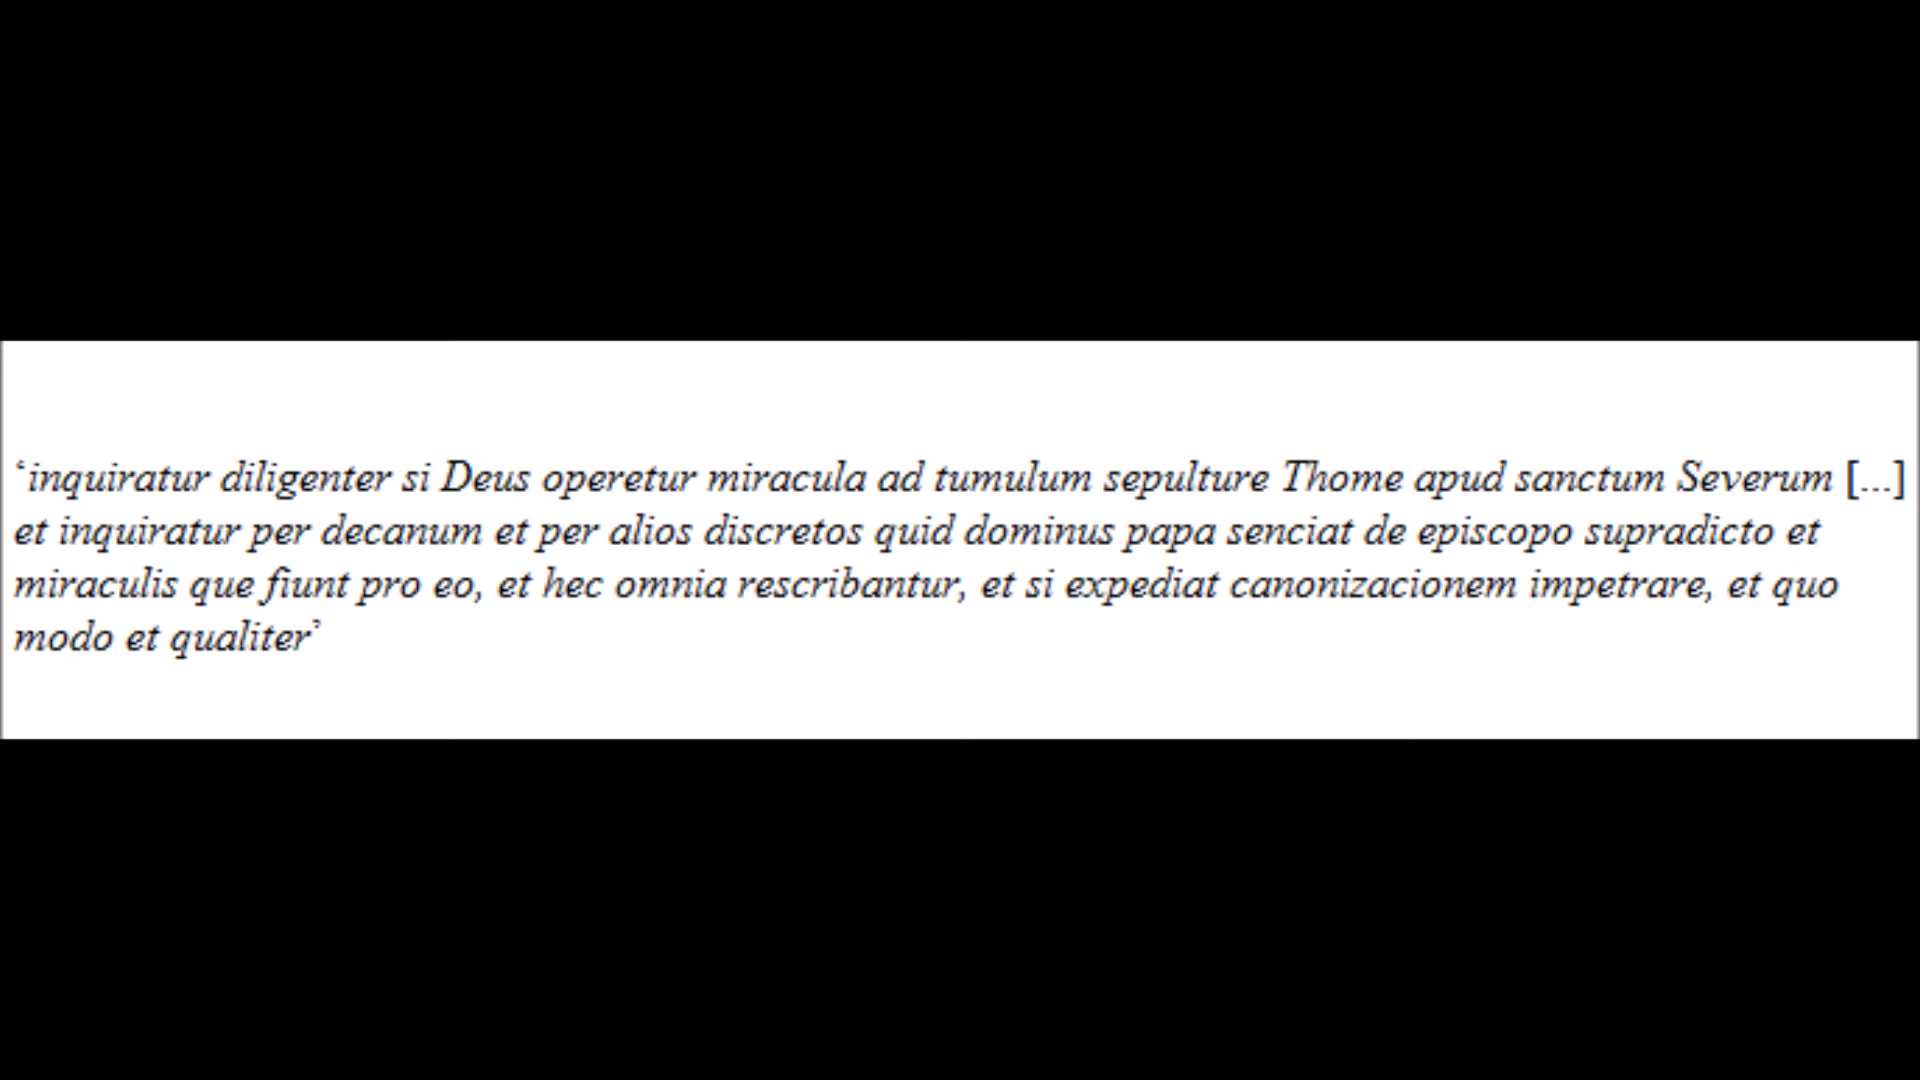 ‘inquiratur diligenter si Deus operetur miracula ad tumulum sepulture Thome apud sanctum Severum [...]
et inquiratur per decanum et per alios discretos quid dominus papa senciat de episcopo supradicto et
miraculis que fiunt pro eo, et hec omnia rescribantur, et si expediat canonizacionem impetrare, et quo
modo et qualiter’